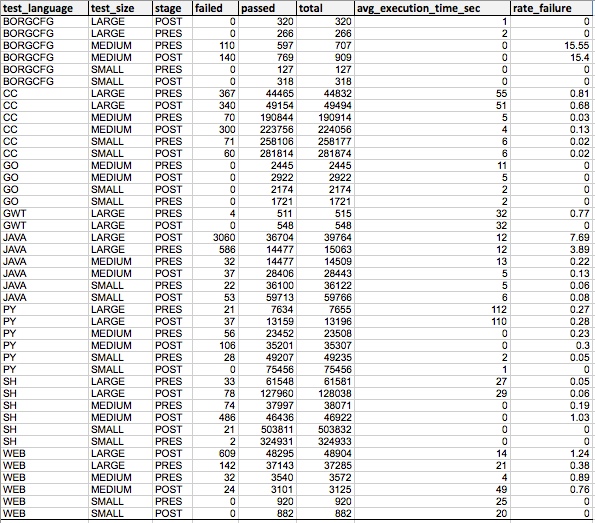 test_language test_size stage failed passed total avg_execution_time_sec rate_failure
BORGCFG LARGE POST 0 320 320 1 0
BORGCFG LARGE PRES 0 266 266 2 0
BORGCFG MEDIUM PRES 110 597 707 0 15.55
BORGCFG MEDIUM POST 140 769 909 0 15.4
BORGCFG SMALL PRES 0 127 127 0 0
BORGCFG SMALL POST 0 318 318 0 0
CC LARGE PRES 367 44465 44832 55 0.81
CC LARGE POST 340 49154 49494 51 0.68
CC MEDIUM PRES 70 190844 190914 5 0.03
CC MEDIUM POST 300 223756 224056 4 0.13
CC SMALL PRES 71 258106 258177 6 0.02
CC SMALL POST 60 281814 281874 6 0.02
GO MEDIUM PRES 0 2445 2445 11 0
GO MEDIUM POST 0 2922 2922 5 0
GO SMALL POST 0 2174 2174 2 0
GO SMALL PRES 0 1721 1721 2 0
GWT LARGE PRES 4 511 515 32 0.77
GWT LARGE POST 0 548 548 32 0
JAVA LARGE POST 3060 36704 39764 12 7.69
JAVA LARGE PRES 586 14477 15063 12 3.89
JAVA MEDIUM PRES 32 14477 14509 13 0.22
JAVA MEDIUM POST 37 28406 28443 5 0.13
JAVA SMALL PRES 22 36100 36122 5 0.06
JAVA SMALL POST 53 59713 59766 6 0.08
PY LARGE PRES 21 7634 7655 112 0.27
PY LARGE POST 37 13159 13196 110 0.28
PY MEDIUM PRES 56 23452 23508 0 0.23
PY MEDIUM POST 106 35201 35307 0 0.3
PY SMALL PRES 28 49207 49235 2 0.05
PY SMALL POST 0 75456 75456 1 0
SH LARGE PRES 33 61548 61581 27 0.05
SH LARGE POST 78 127960 128038 29 0.06
SH MEDIUM PRES 74 37997 38071 0 0.19
SH MEDIUM POST 486 46436 46922 0 1.03
SH SMALL POST 21 503811 503832 0 0
SH SMALL PRES 2 324931 324933 0 0
WEB LARGE POST 609 48295 48904 14 1.24
WEB LARGE PRES 142 37143 37285 21 0.38
WEB MEDIUM PRES 32 3540 3572 4 0.89
WEB MEDIUM POST 24 3101 3125 49 0.76
WEB SMALL PRES 0 920 920 25 0
WEB SMALL POST 0 882 882 20 0